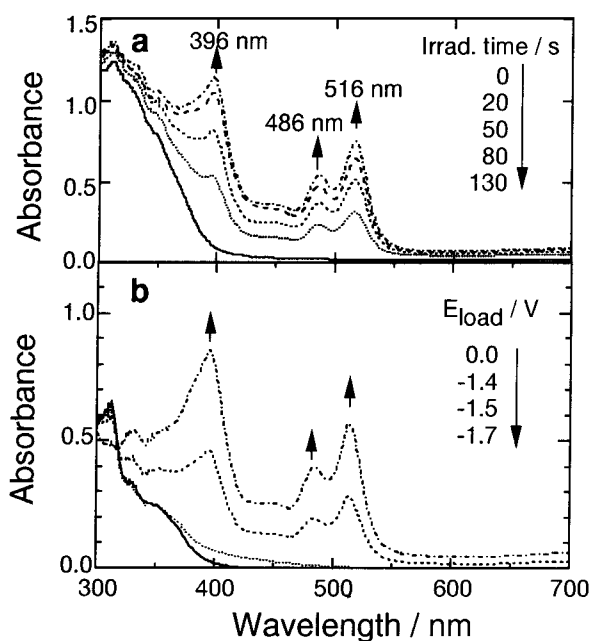 1.5
a
396 nm
Irrad. time / s
0
20
50
80
130
516 nm
486 nm
1.0
0.5
0.0
Absorbance
b
E_load / V
0.0
-1.4
-1.5
-1.7
1.0
0.5
0.0
Absorbance
300 400 500 600 700
Wavelength / nm